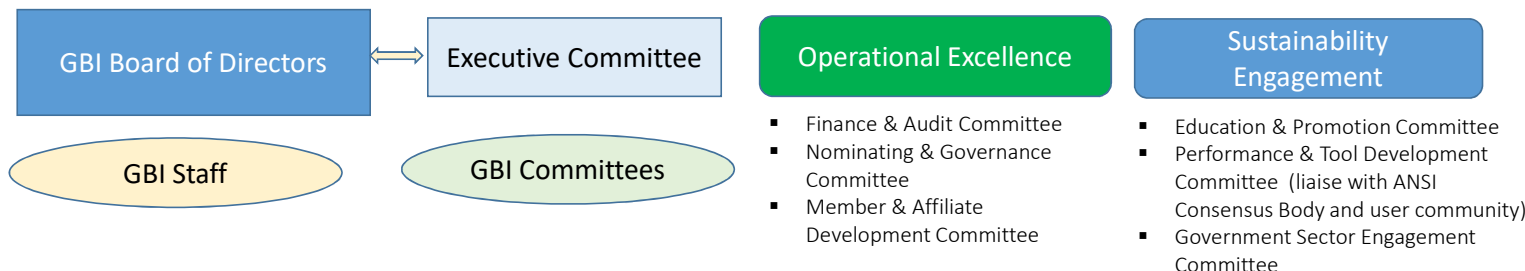 GBI Board of Directors
Executive Committee
GBI Staff
GBI Committees
Operational Excellence
▪ Finance & Audit Committee
▪ Nominating & Governance
Committee
▪ Member & Affiliate
Development Committee
Sustainability
Engagement
▪ Education & Promotion Committee
▪ Performance & Tool Development
Committee (liaise with ANSI
Consensus Body and user community)
▪ Government Sector Engagement
Committee